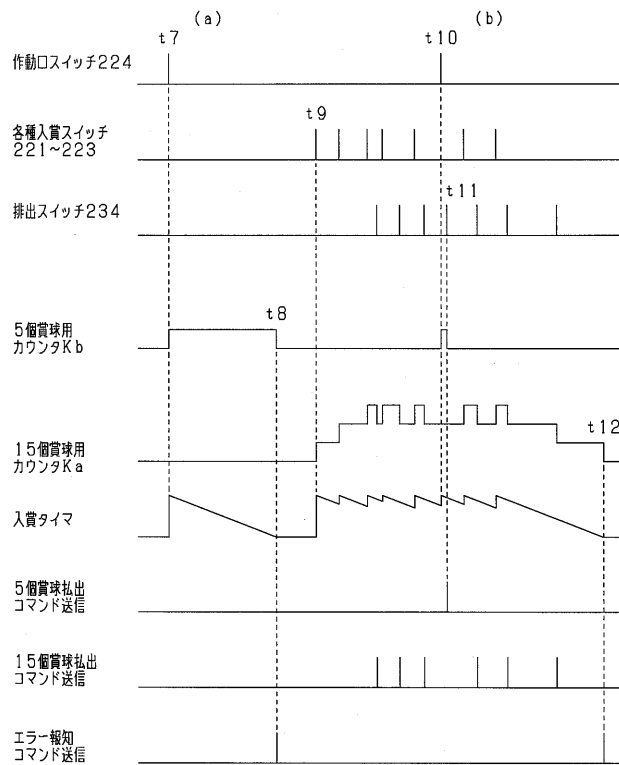 (a)
(b)
t7
t10
作動口スイッチ224
t9
各種入賞スイッチ
221~223
t11
排出スイッチ234
t8
5個賞球用
カウンタKb
t12
15個賞球用
カウンタKa
入賞タイマ
5個賞球払出
コマンド送信
15個賞球払出
コマンド送信
エラー報知
コマンド送信